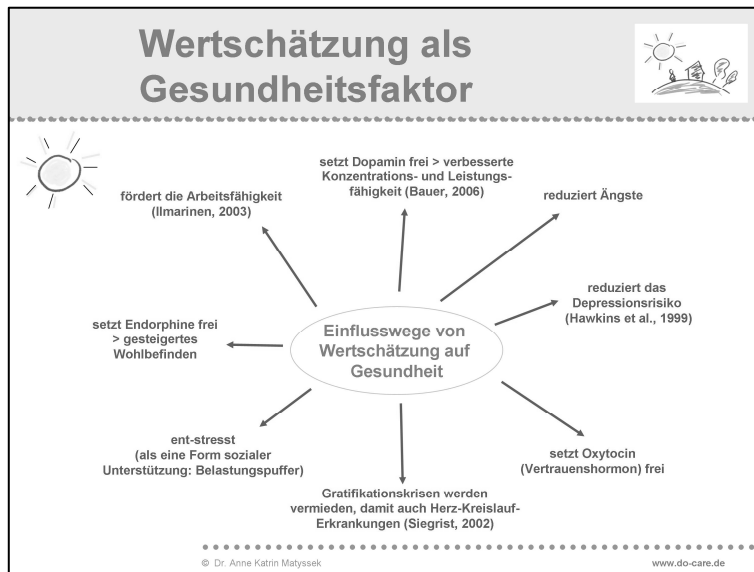 Wertschätzung als
Gesundheitsfaktor
setzt Dopamin frei > verbesserte
Konzentrations- und Leistungs-
fähigkeit (Bauer, 2006)
fördert die Arbeitsfähigkeit
(Ilmarinen, 2003)
reduziert Ängste
reduziert das
Depressionsrisiko
(Hawkins et al., 1999)
setzt Endorphine frei
> gesteigertes
Wohlbefinden
Einflusswege von
Wertschätzung auf
Gesundheit
ent-stresst
(als eine Form sozialer
Unterstützung: Belastungspuffer)
setzt Oxytocin
(Vertrauenshormon) frei
Gratifikationskrisen werden
vermieden, damit auch Herz-Kreislauf-
Erkrankungen (Siegrist, 2002)
© Dr. Anne Katrin Matyssek
www.do-care.de